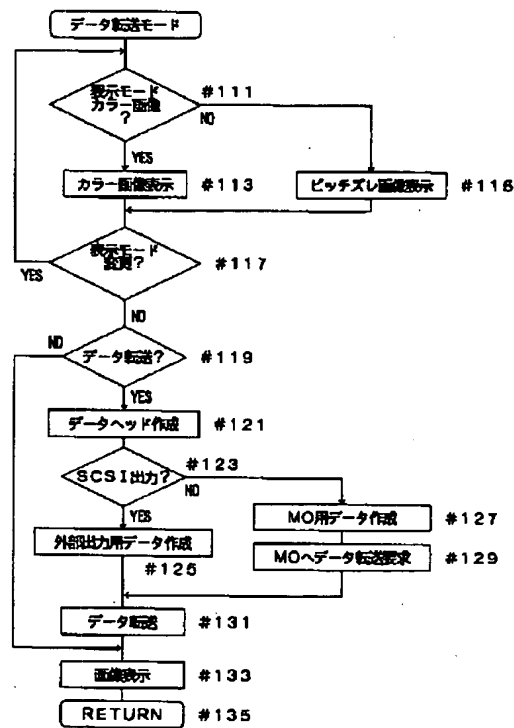 データ転送モード
表示モード
カラー画像
?
#111
NO
YES
カラー画像表示
#113
ピッチズレ画像表示
#116
表示モード
変更?
#117
YES
NO
NO
データ転送?
#119
YES
データヘッド作成
#121
SCSI出力?
#123
NO
YES
外部出力用データ作成
#125
MO用データ作成
#127
MOへデータ転送要求
#129
データ転送
#131
画像表示
#133
RETURN
#135